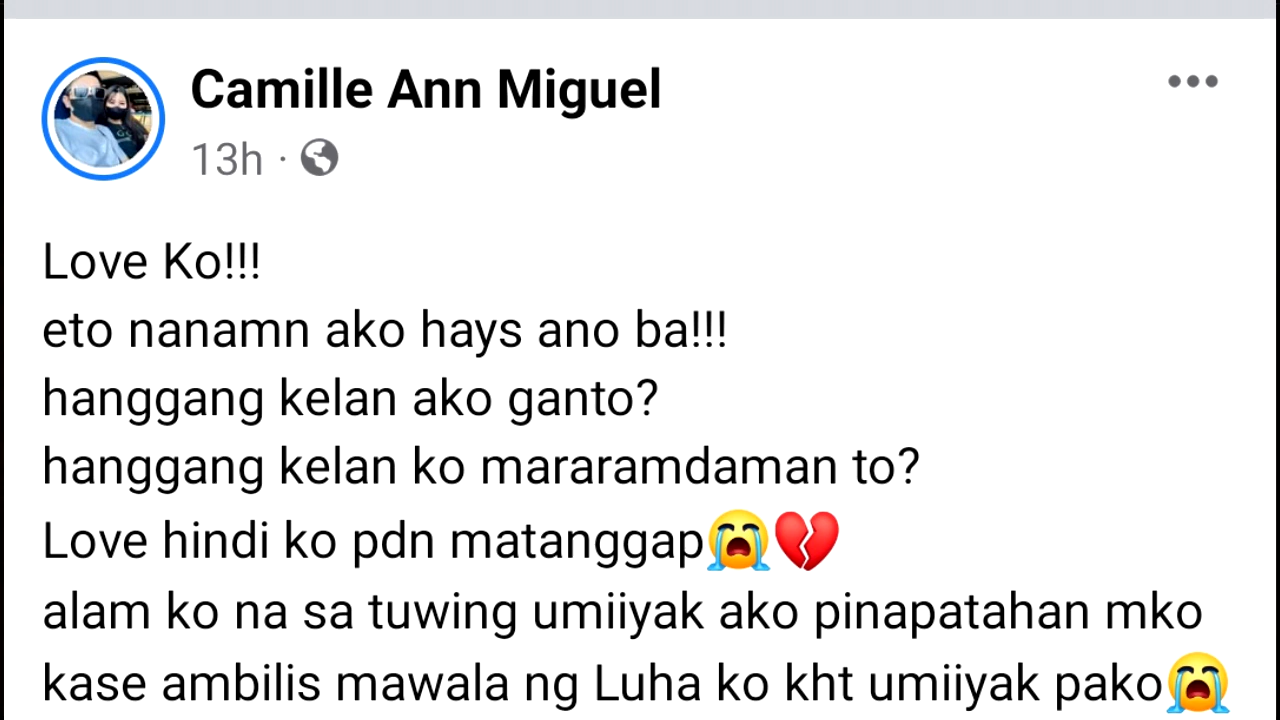 Camille Ann Miguel
13h ·
Love Ko!!!
eto nanamn ako hays ano ba!!!
hanggang kelan ako ganto?
hanggang kelan ko mararamdaman to?
Love hindi ko pdn matanggap😭💔
alam ko na sa tuwing umiiyak ako pinapatahan mko
kase ambilis mawala ng Luha ko kht umiiyak pako😭